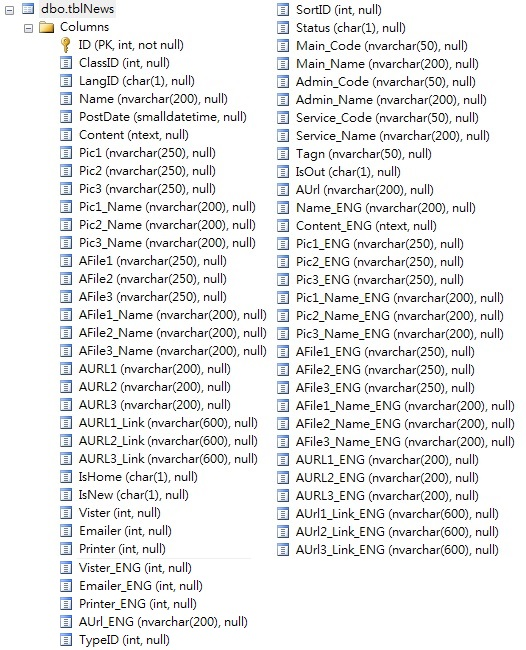 dbo.tblNews
Columns
ID (PK, int, not null)
ClassID (int, null)
LangID (char(1), null)
Name (nvarchar(200), null)
PostDate (smalldatetime, null)
Content (ntext, null)
Pic1 (nvarchar(250), null)
Pic2 (nvarchar(250), null)
Pic3 (nvarchar(250), null)
Pic1_Name (nvarchar(200), null)
Pic2_Name (nvarchar(200), null)
Pic3_Name (nvarchar(200), null)
AFile1 (nvarchar(250), null)
AFile2 (nvarchar(250), null)
AFile3 (nvarchar(250), null)
AFile1_Name (nvarchar(200), null)
AFile2_Name (nvarchar(200), null)
AFile3_Name (nvarchar(200), null)
AURL1 (nvarchar(200), null)
AURL2 (nvarchar(200), null)
AURL3 (nvarchar(200), null)
AURL1_Link (nvarchar(600), null)
AURL2_Link (nvarchar(600), null)
AURL3_Link (nvarchar(600), null)
IsHome (char(1), null)
IsNew (char(1), null)
Vister (int, null)
Emailer (int, null)
Printer (int, null)
Vister_ENG (int, null)
Emailer_ENG (int, null)
Printer_ENG (int, null)
AUrl_ENG (nvarchar(200), null)
TypeID (int, null)
SortID (int, null)
Status (char(1), null)
Main_Code (nvarchar(50), null)
Main_Name (nvarchar(200), null)
Admin_Code (nvarchar(50), null)
Admin_Name (nvarchar(200), null)
Service_Code (nvarchar(50), null)
Service_Name (nvarchar(200), null)
Tagn (nvarchar(50), null)
IsOut (char(1), null)
AUrl (nvarchar(200), null)
Name_ENG (nvarchar(200), null)
Content_ENG (ntext, null)
Pic1_ENG (nvarchar(250), null)
Pic2_ENG (nvarchar(250), null)
Pic3_ENG (nvarchar(250), null)
Pic1_Name_ENG (nvarchar(200), null)
Pic2_Name_ENG (nvarchar(200), null)
Pic3_Name_ENG (nvarchar(200), null)
AFile1_ENG (nvarchar(250), null)
AFile2_ENG (nvarchar(250), null)
AFile3_ENG (nvarchar(250), null)
AFile1_Name_ENG (nvarchar(200), null)
AFile2_Name_ENG (nvarchar(200), null)
AFile3_Name_ENG (nvarchar(200), null)
AURL1_ENG (nvarchar(200), null)
AURL2_ENG (nvarchar(200), null)
AURL3_ENG (nvarchar(200), null)
AUrl1_Link_ENG (nvarchar(600), null)
AUrl2_Link_ENG (nvarchar(600), null)
AUrl3_Link_ENG (nvarchar(600), null)